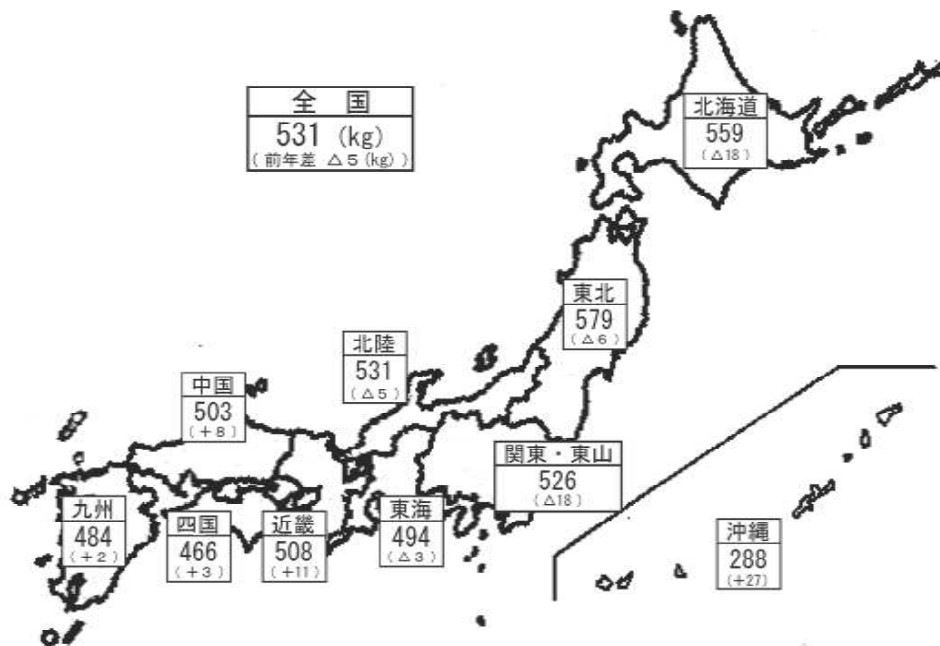 全 国
531 (kg)
( 前年差 △5 (kg) )
北海道
559
(△18)
東北
579
(△6)
北陸
531
(△5)
中国
503
(+8)
関東・東山
526
(△18)
九州
484
(+2)
四国
466
(+3)
近畿
508
(+11)
東海
494
(△3)
沖縄
288
(+27)